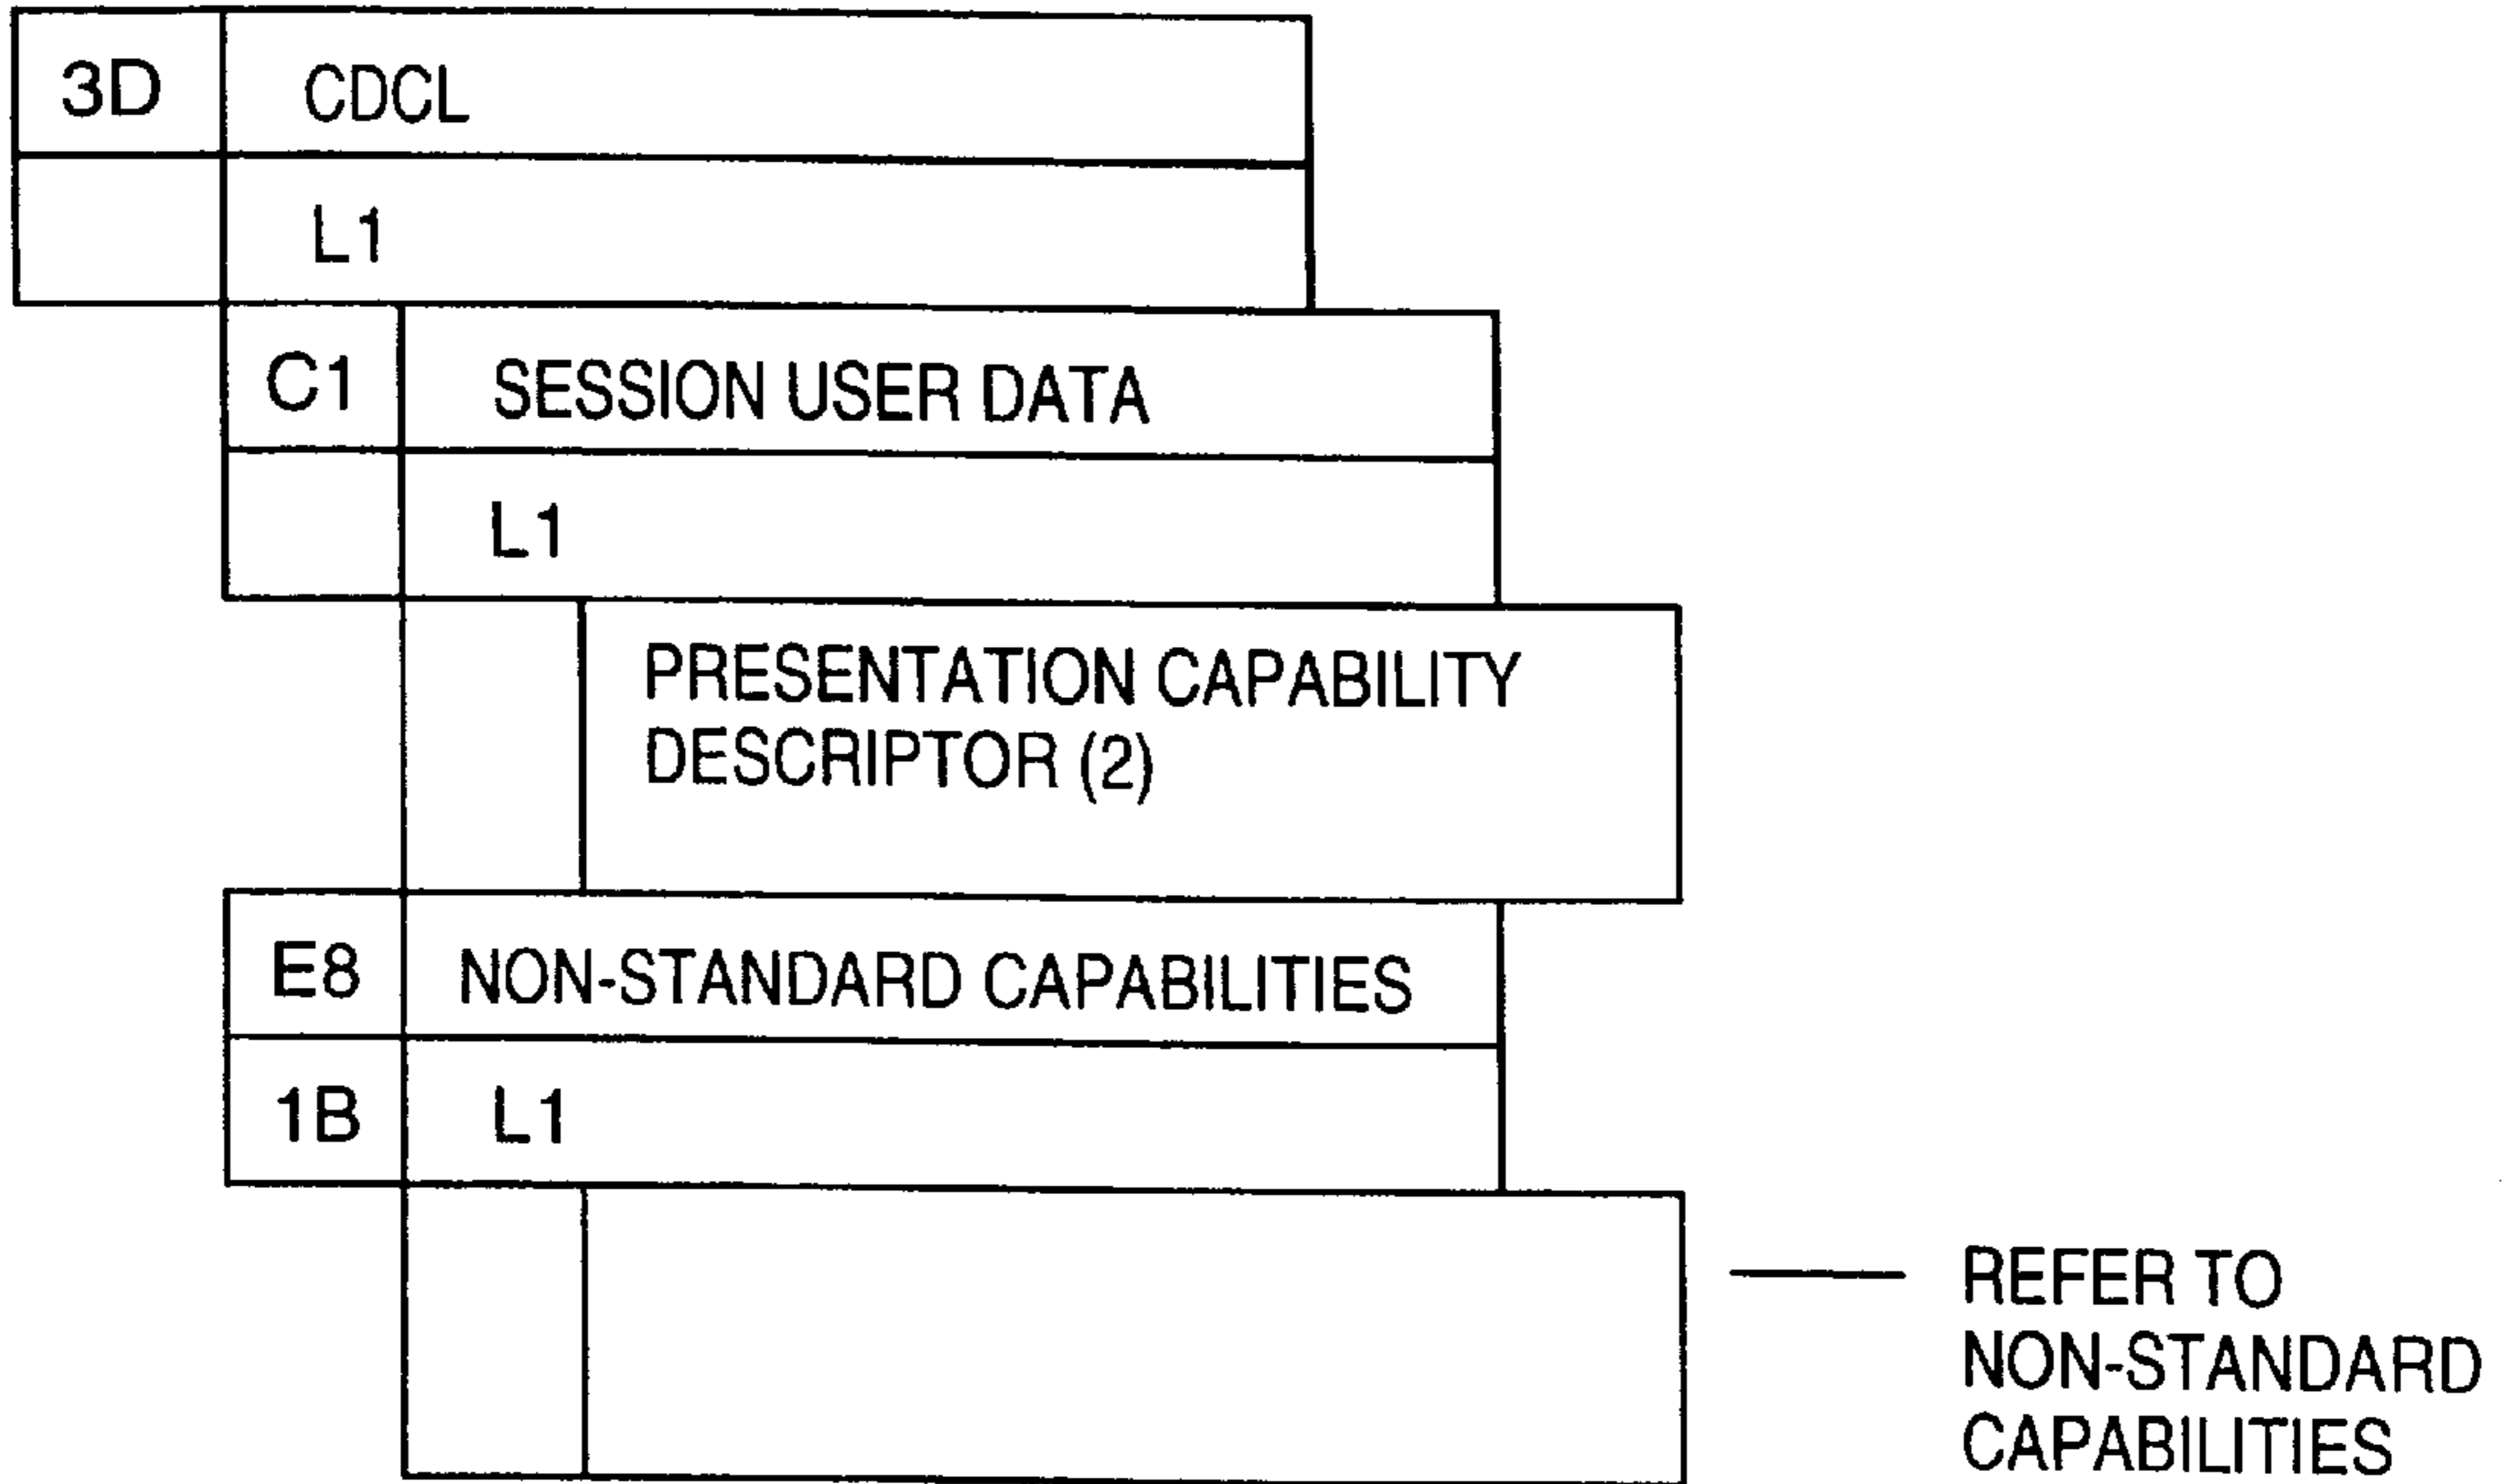 3D CDCL
L1
C1 SESSION USER DATA
L1
PRESENTATION CAPABILITY
DESCRIPTOR (2)
E8 NON-STANDARD CAPABILITIES
1B L1
REFER TO
NON-STANDARD
CAPABILITIES